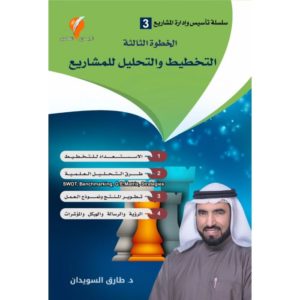 سلسلة تأسيس وإدارة المشاريع 3
الخطوة الثالثة
التخطيط والتحليل للمشاريع
1 الاستعداد للتخطيط
2 طرق التحليل العلمية
SWOT, Benchmarking, G.E Matrix, Strategies
3 تطوير المنتج ونموذج العمل
4 الرؤية والرسالة والهيكل والمؤشرات
د. طارق السويدان